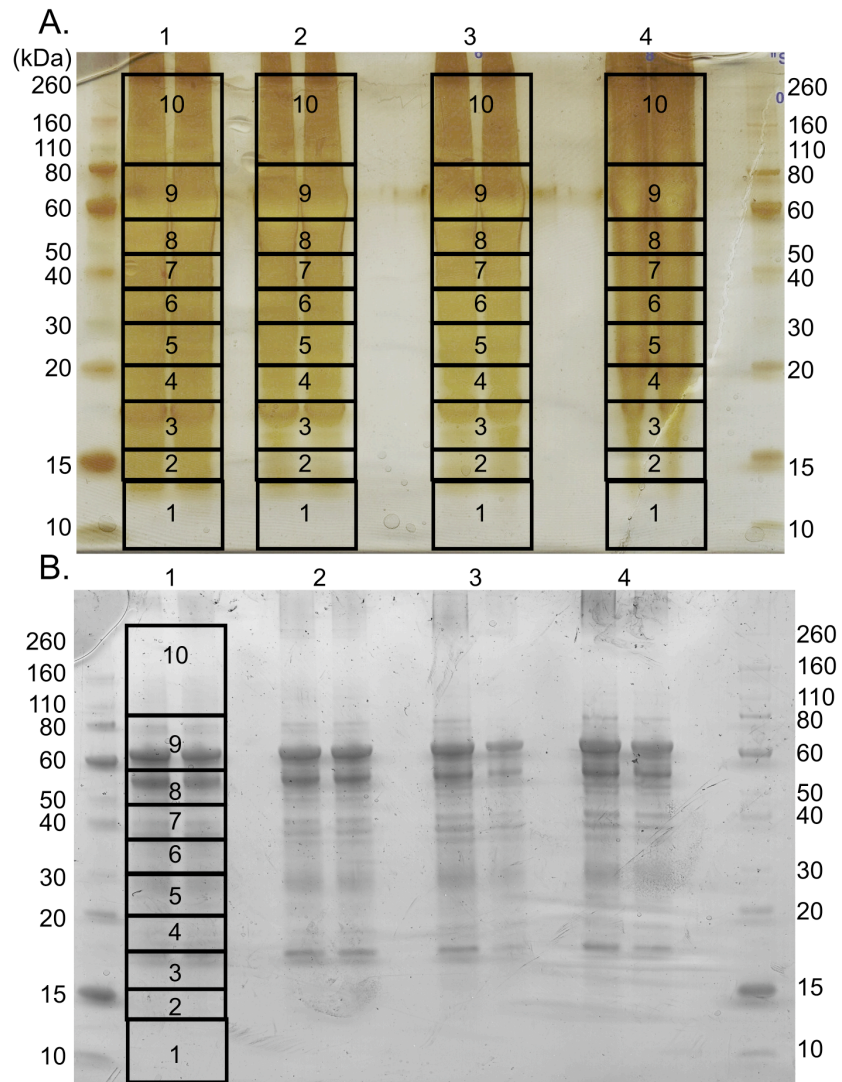 A.
1 2 3 4
(kDa)
260 10 10 10 10 260
160 160
110 110
80 80
60 9 9 9 9 60
50 8 8 8 8 50
40 7 7 7 7 40
30 6 6 6 6 30
5 5 5 5
20 4 4 4 4 20
3 3 3 3
15 2 2 2 2 15
10 1 1 1 1 10
B.
1 2 3 4
260 10 260
160 160
110 110
80 80
60 9 60
50 8 50
40 7 40
6
30 5 30
20 4 20
3
15 2 15
10 1 10